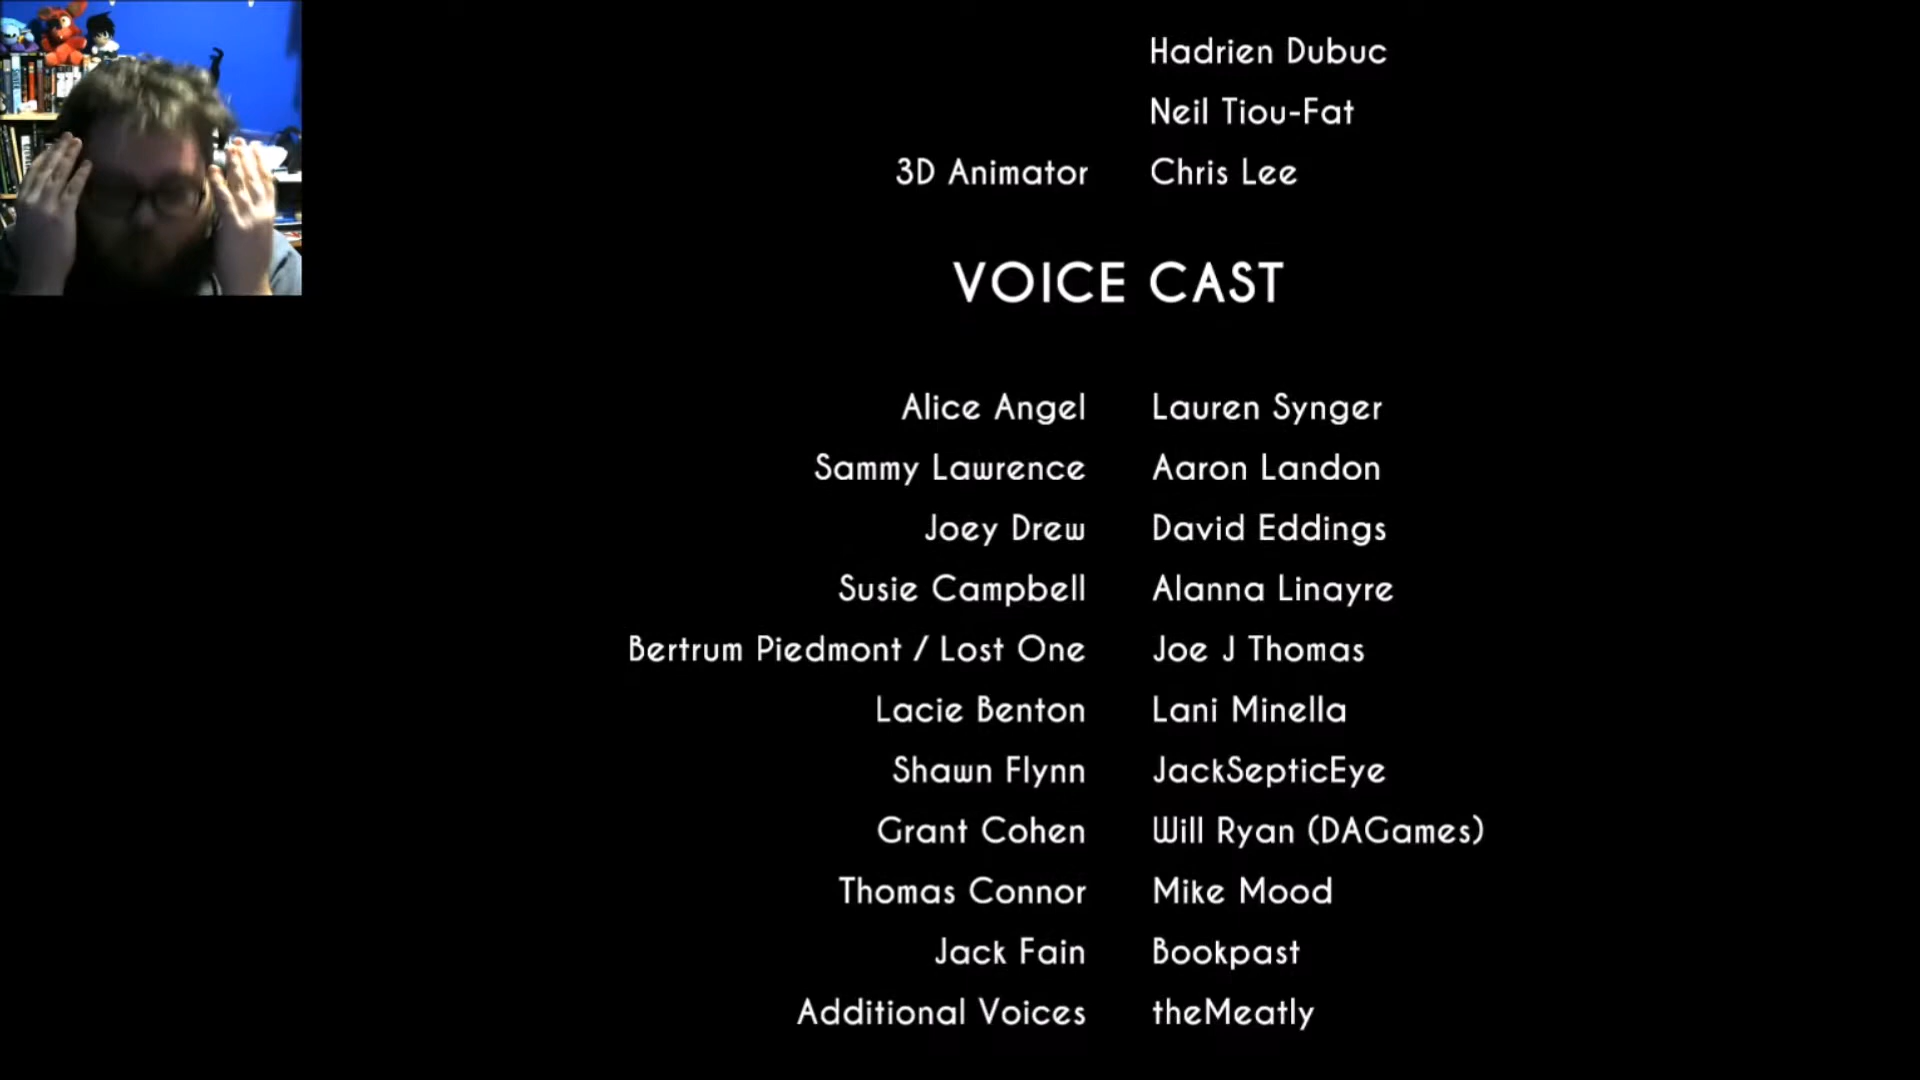 Hadrien Dubuc
Neil Tiou-Fat
3D Animator Chris Lee
VOICE CAST
Alice Angel Lauren Synger
Sammy Lawrence Aaron Landon
Joey Drew David Eddings
Susie Campbell Alanna Linayre
Bertrum Piedmont / Lost One Joe J Thomas
Lacie Benton Lani Minella
Shawn Flynn JackSepticEye
Grant Cohen Will Ryan (DAGames)
Thomas Connor Mike Mood
Jack Fain Bookpast
Additional Voices theMeatly